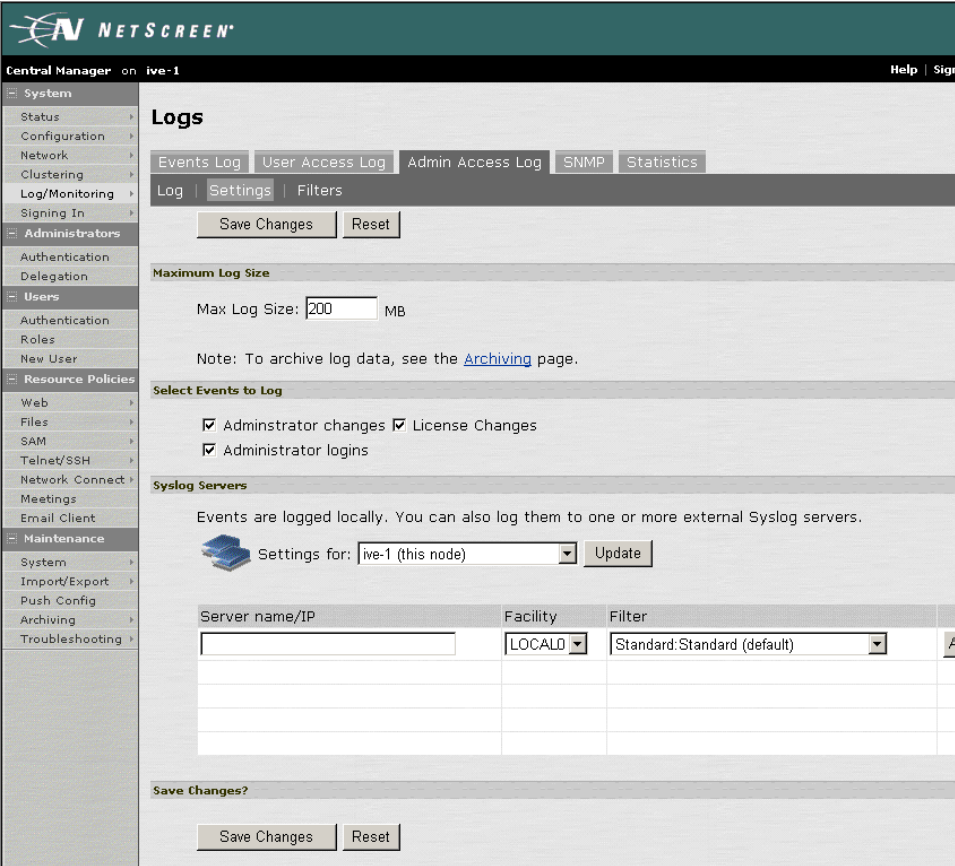 NETSCREEN®
Central Manager on ive-1
Help |
System
Status
Configuration
Network
Clustering
Log/Monitoring
Signing In
Administrators
Authentication
Delegation
Users
Authentication
Roles
New User
Resource Policies
Web
Files
SAM
Telnet/SSH
Network Connect
Meetings
Email Client
Maintenance
System
Import/Export
Push Config
Archiving
Troubleshooting
Logs
Events Log User Access Log Admin Access Log SNMP Statistics
Log | Settings | Filters
Save Changes Reset
Maximum Log Size
Max Log Size: 200 MB
Note: To archive log data, see the Archiving page.
Select Events to Log
Adminstrator changes License Changes
Administrator logins
Syslog Servers
Events are logged locally. You can also log them to one or more external Syslog servers.
Settings for: ive-1 (this node) Update
Server name/IP Facility Filter
LOCAL0 Standard:Standard (default)
Save Changes?
Save Changes Reset